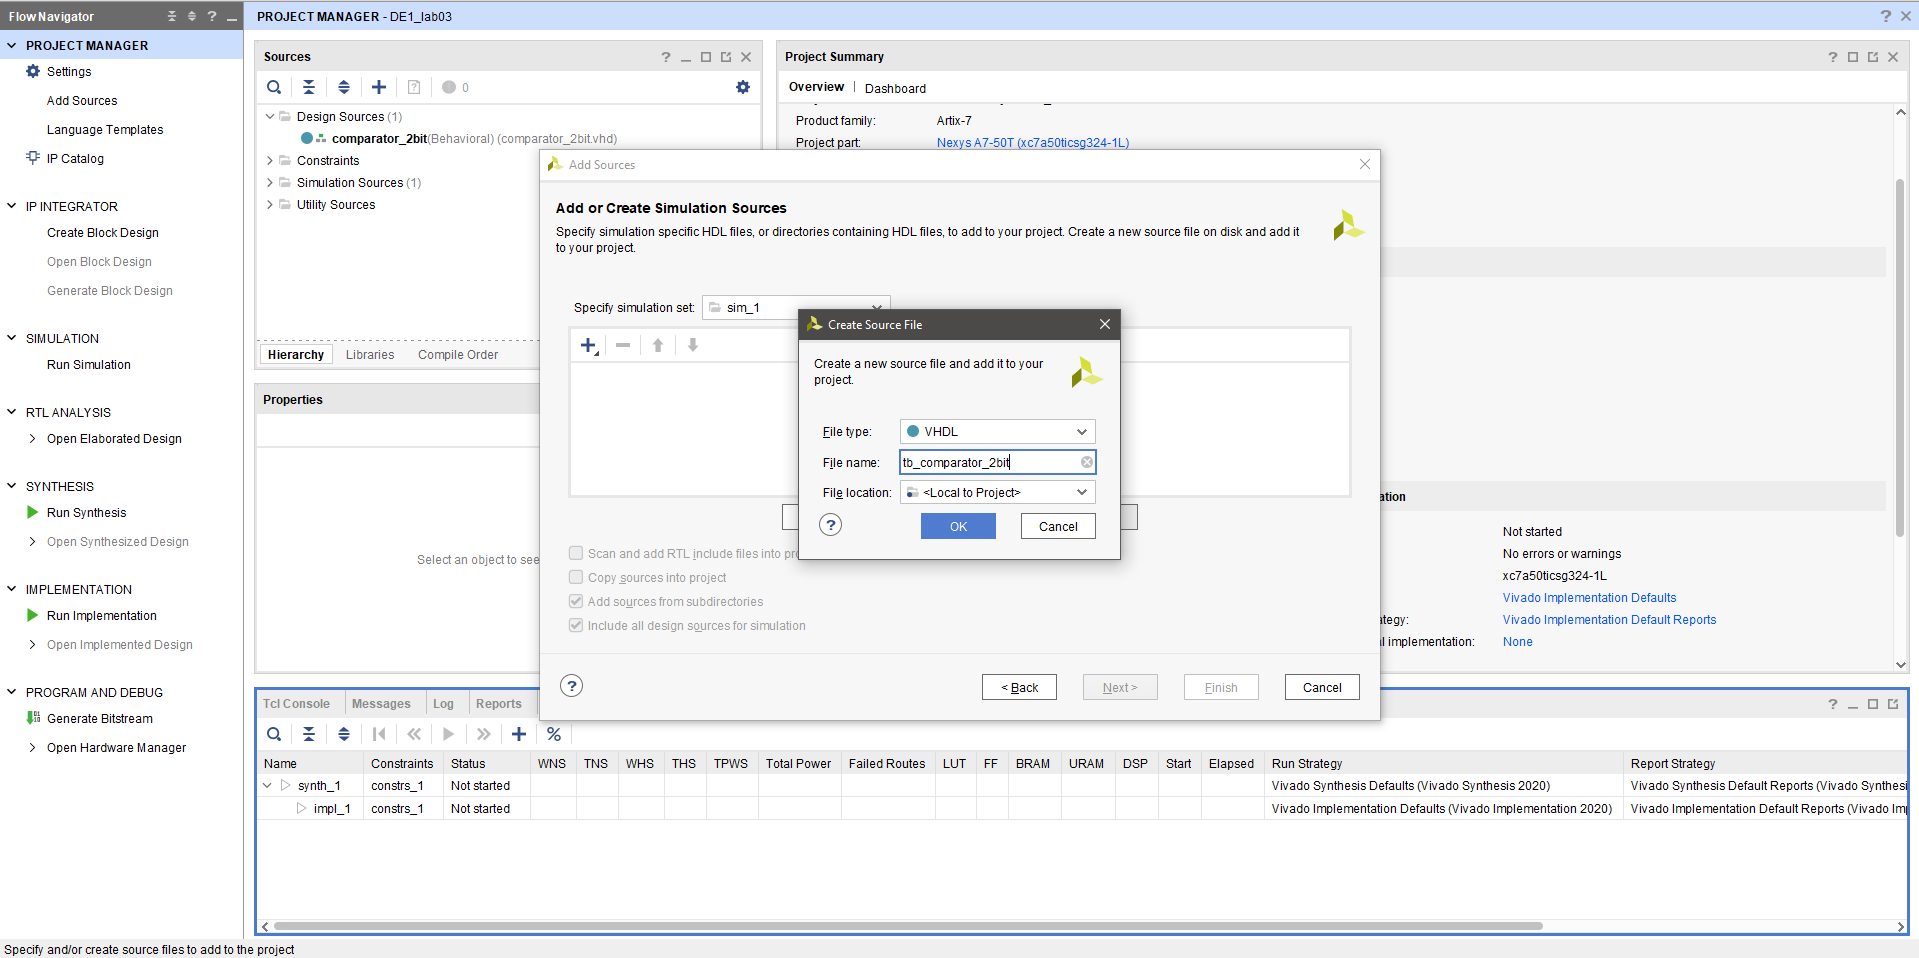 Flow Navigator
PROJECT MANAGER - DE1_lab03
PROJECT MANAGER
Settings
Add Sources
Language Templates
IP Catalog
IP INTEGRATOR
Create Block Design
Open Block Design
Generate Block Design
SIMULATION
Run Simulation
RTL ANALYSIS
Open Elaborated Design
SYNTHESIS
Run Synthesis
Open Synthesized Design
IMPLEMENTATION
Run Implementation
Open Implemented Design
PROGRAM AND DEBUG
Generate Bitstream
Open Hardware Manager
Sources
0
Design Sources (1)
comparator_2bit(Behavioral) (comparator_2bit.vhd)
Constraints
Simulation Sources (1)
Utility Sources
Hierarchy Libraries Compile Order
Properties
Select an object to see
Project Summary
Overview | Dashboard
Product family: Artix-7
Project part: Nexys A7-50T (xc7a50ticsg324-1L)
Add Sources
Add or Create Simulation Sources
Specify simulation specific HDL files, or directories containing HDL files, to add to your project. Create a new source file on disk and add it
to your project.
Specify simulation set: sim_1
Scan and add RTL include files into pro
Copy sources into project
Add sources from subdirectories
Include all design sources for simulation
< Back Next > Finish Cancel
Create Source File
Create a new source file and add it to your
project.
File type: VHDL
File name: tb_comparator_2bit
File location: <Local to Project>
OK Cancel
ation
Not started
No errors or warnings
xc7a50ticsg324-1L
Vivado Implementation Defaults
ategy: Vivado Implementation Default Reports
l implementation: None
Tcl Console Messages Log Reports
Name Constraints Status WNS TNS WHS THS TPWS Total Power Failed Routes LUT FF BRAM URAM DSP Start Elapsed Run Strategy Report Strategy
synth_1 constrs_1 Not started Vivado Synthesis Defaults (Vivado Synthesis 2020) Vivado Synthesis Default Reports (Vivado Synthesi
impl_1 constrs_1 Not started Vivado Implementation Defaults (Vivado Implementation 2020) Vivado Implementation Default Reports (Vivado Im
Specify and/or create source files to add to the project